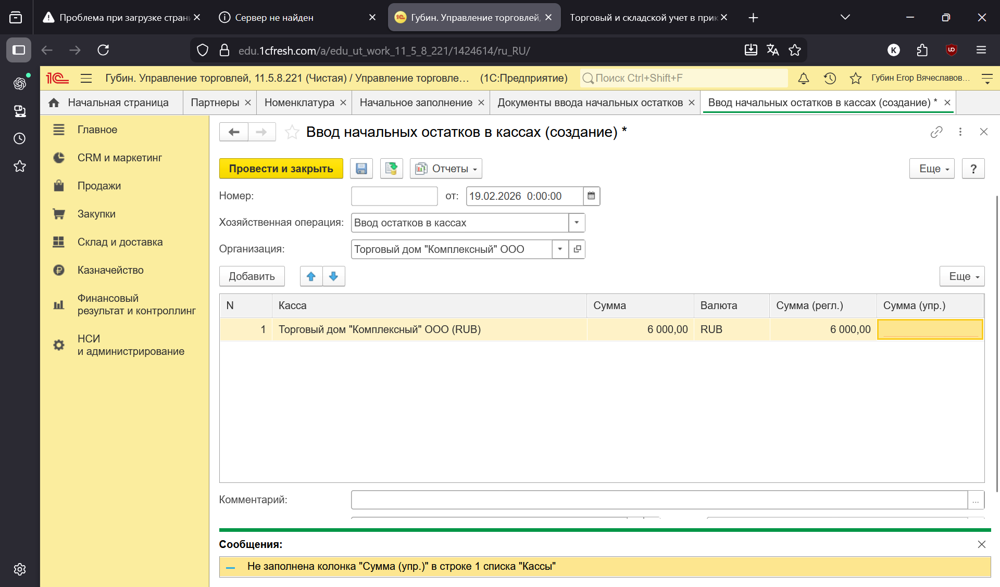 Проблема при загрузке стран
Сервер не найден
Губин. Управление торговлей,
Торговый и складской учет в прик
edu.1cfresh.com/a/edu_ut_work_11_5_8_221/1424614/ru_RU/
K
Губин. Управление торговлей, 11.5.8.221 (Чистая) / Управление торговле... (1С:Предприятие)
Поиск Ctrl+Shift+F
Губин Егор Вячеславов...
Начальная страница
Партнеры
Номенклатура
Начальное заполнение
Документы ввода начальных остатков
Ввод начальных остатков в кассах (создание) *
Главное
CRM и маркетинг
Продажи
Закупки
Склад и доставка
Казначейство
Финансовый
результат и контроллинг
НСИ
и администрирование
Ввод начальных остатков в кассах (создание) *
Провести и закрыть
Отчеты
Еще
?
Номер:
от: 19.02.2026 0:00:00
Хозяйственная операция: Ввод остатков в кассах
Организация: Торговый дом "Комплексный" ООО
Добавить
Еще
N Касса Сумма Валюта Сумма (регл.) Сумма (упр.)
1 Торговый дом "Комплексный" ООО (RUB) 6 000,00 RUB 6 000,00
Комментарий:
...
Сообщения:
Не заполнена колонка "Сумма (упр.)" в строке 1 списка "Кассы"